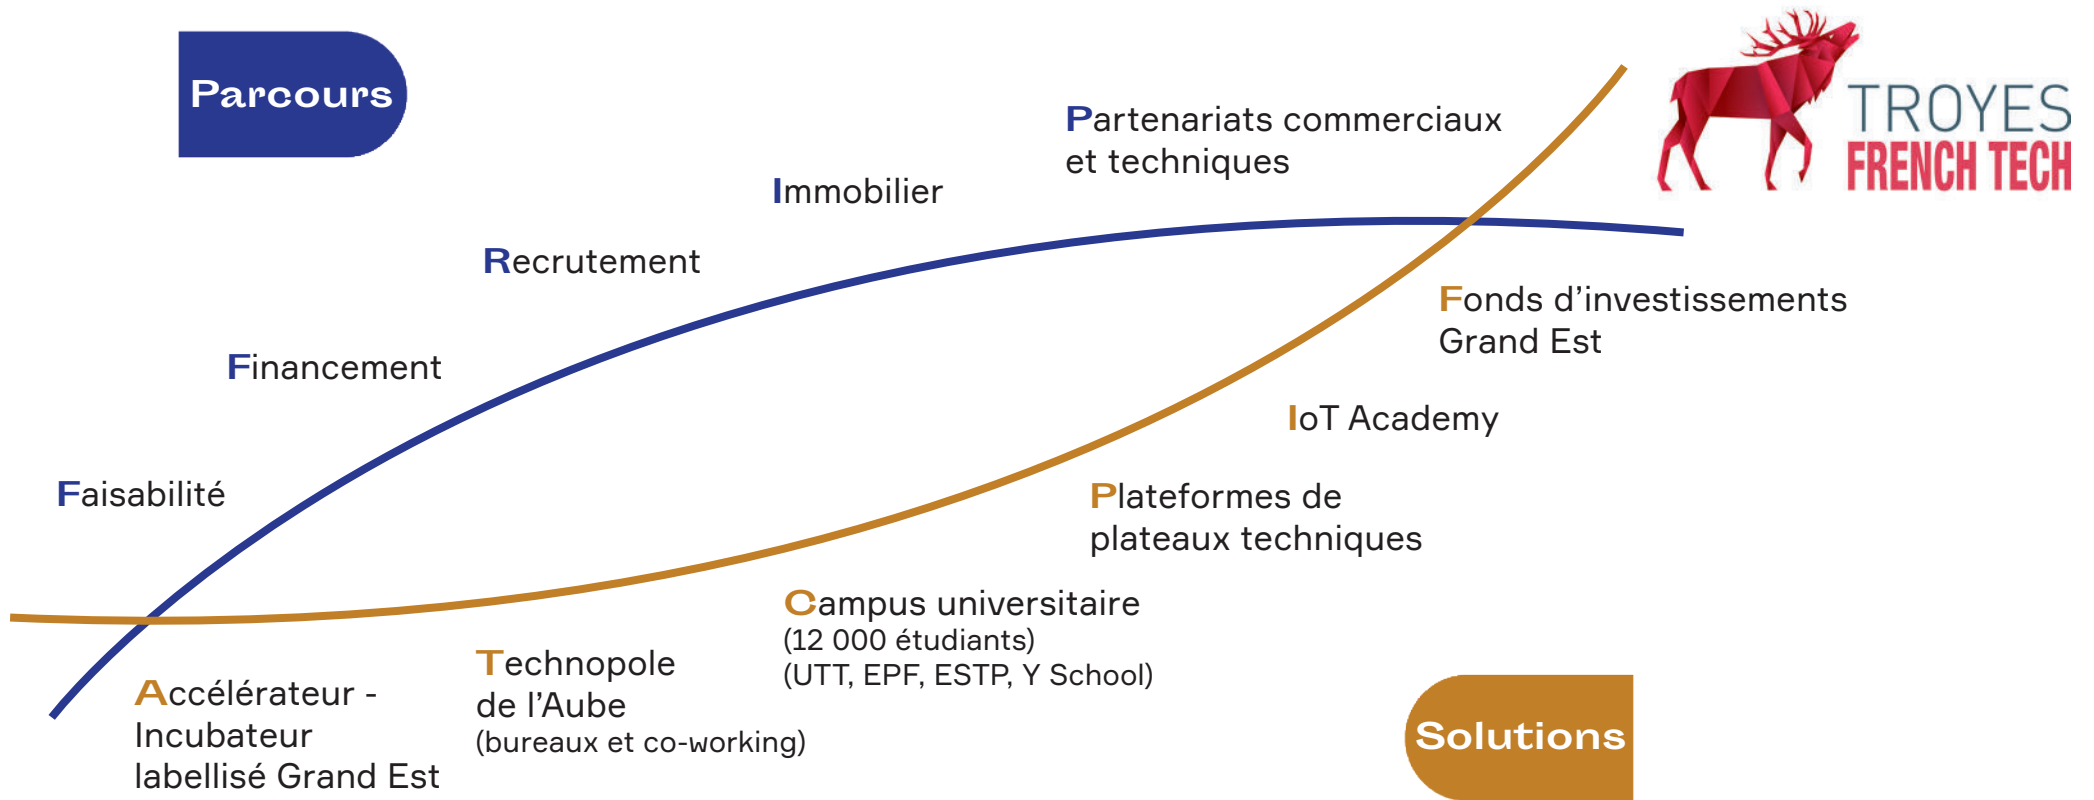 Parcours
TROYES
FRENCH TECH
Partenariats commerciaux
et techniques
Immobilier
Recrutement
Financement
Faisabilité
Fonds d’investissements
Grand Est
IoT Academy
Plateformes de
plateaux techniques
Campus universitaire
(12 000 étudiants)
(UTT, EPF, ESTP, Y School)
Technopole
de l’Aube
(bureaux et co-working)
Accélérateur -
Incubateur
labellisé Grand Est
Solutions